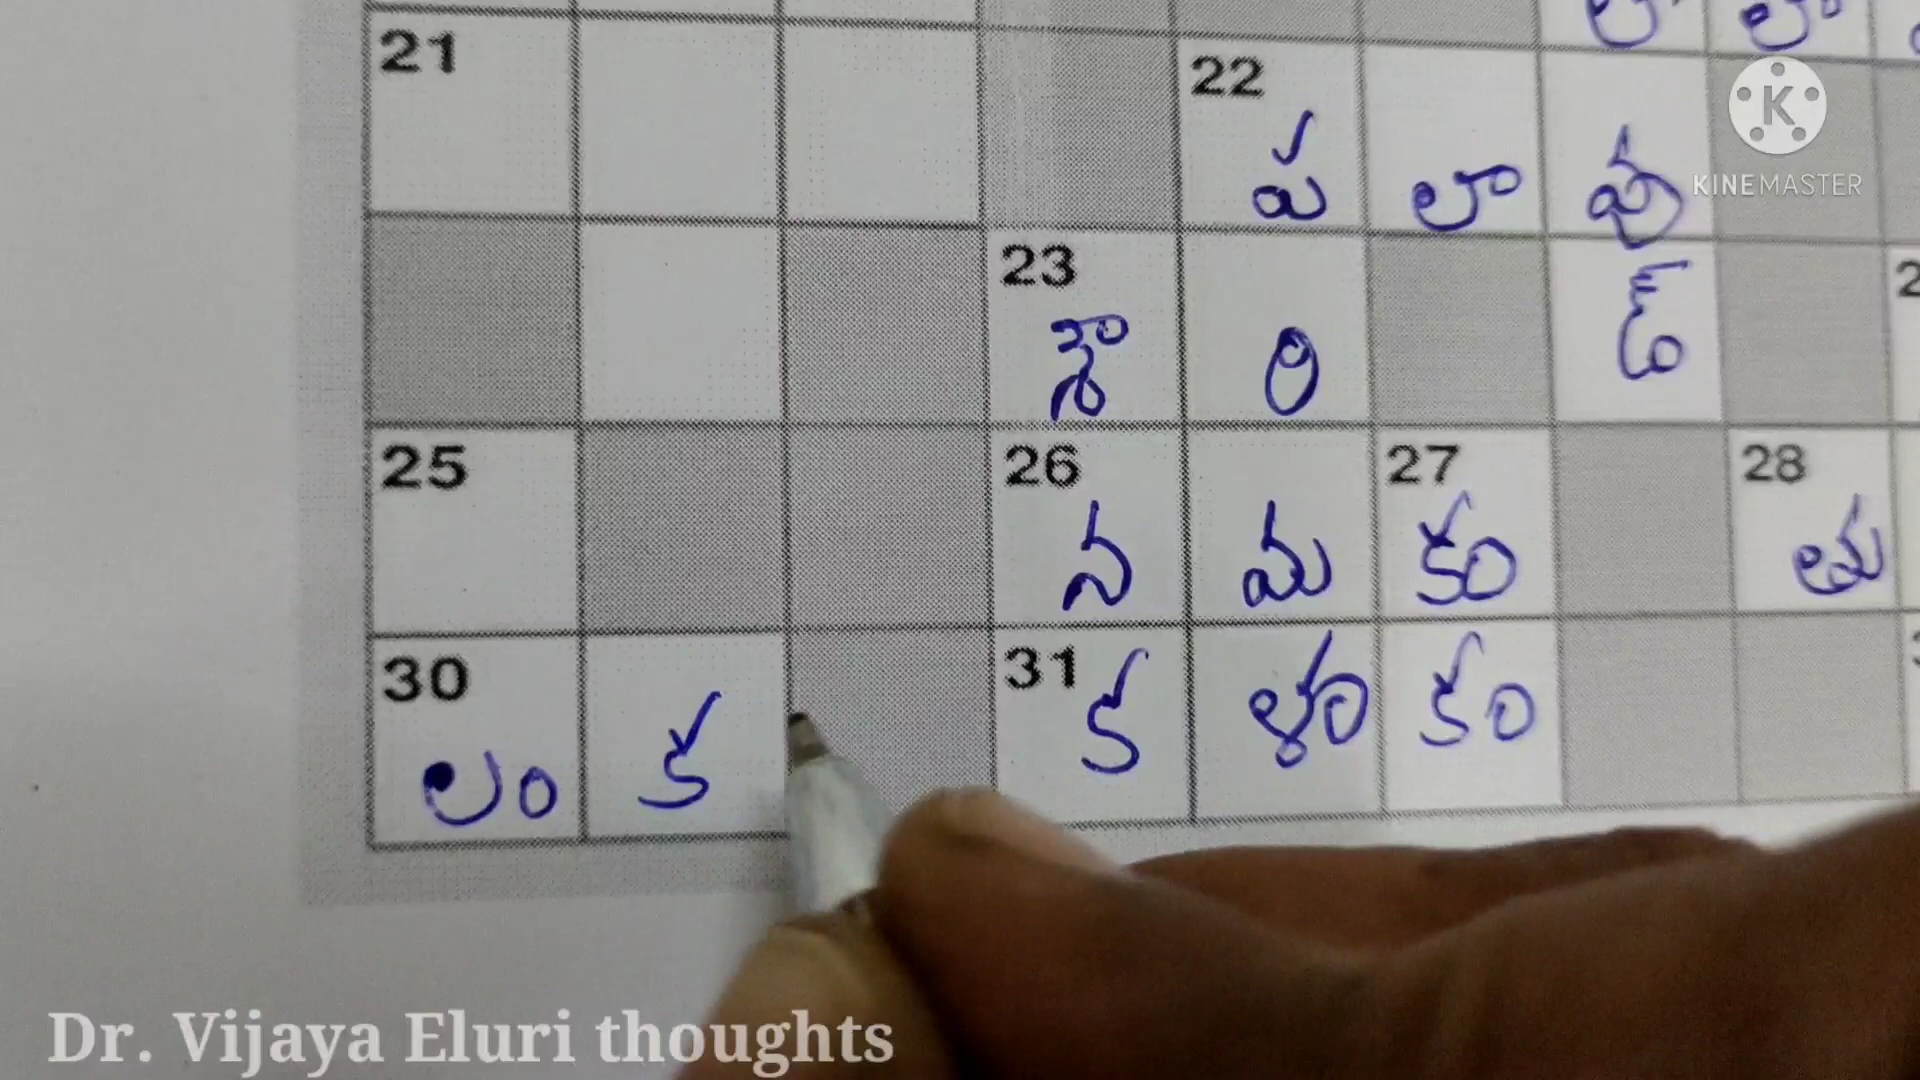 21 22 ప లా వు
KINEMASTER
23 శౌ రి డ్
25 26 న మ కం 27 28 తు
30 లం క 31 క ళం కం
Dr. Vijaya Eluri thoughts